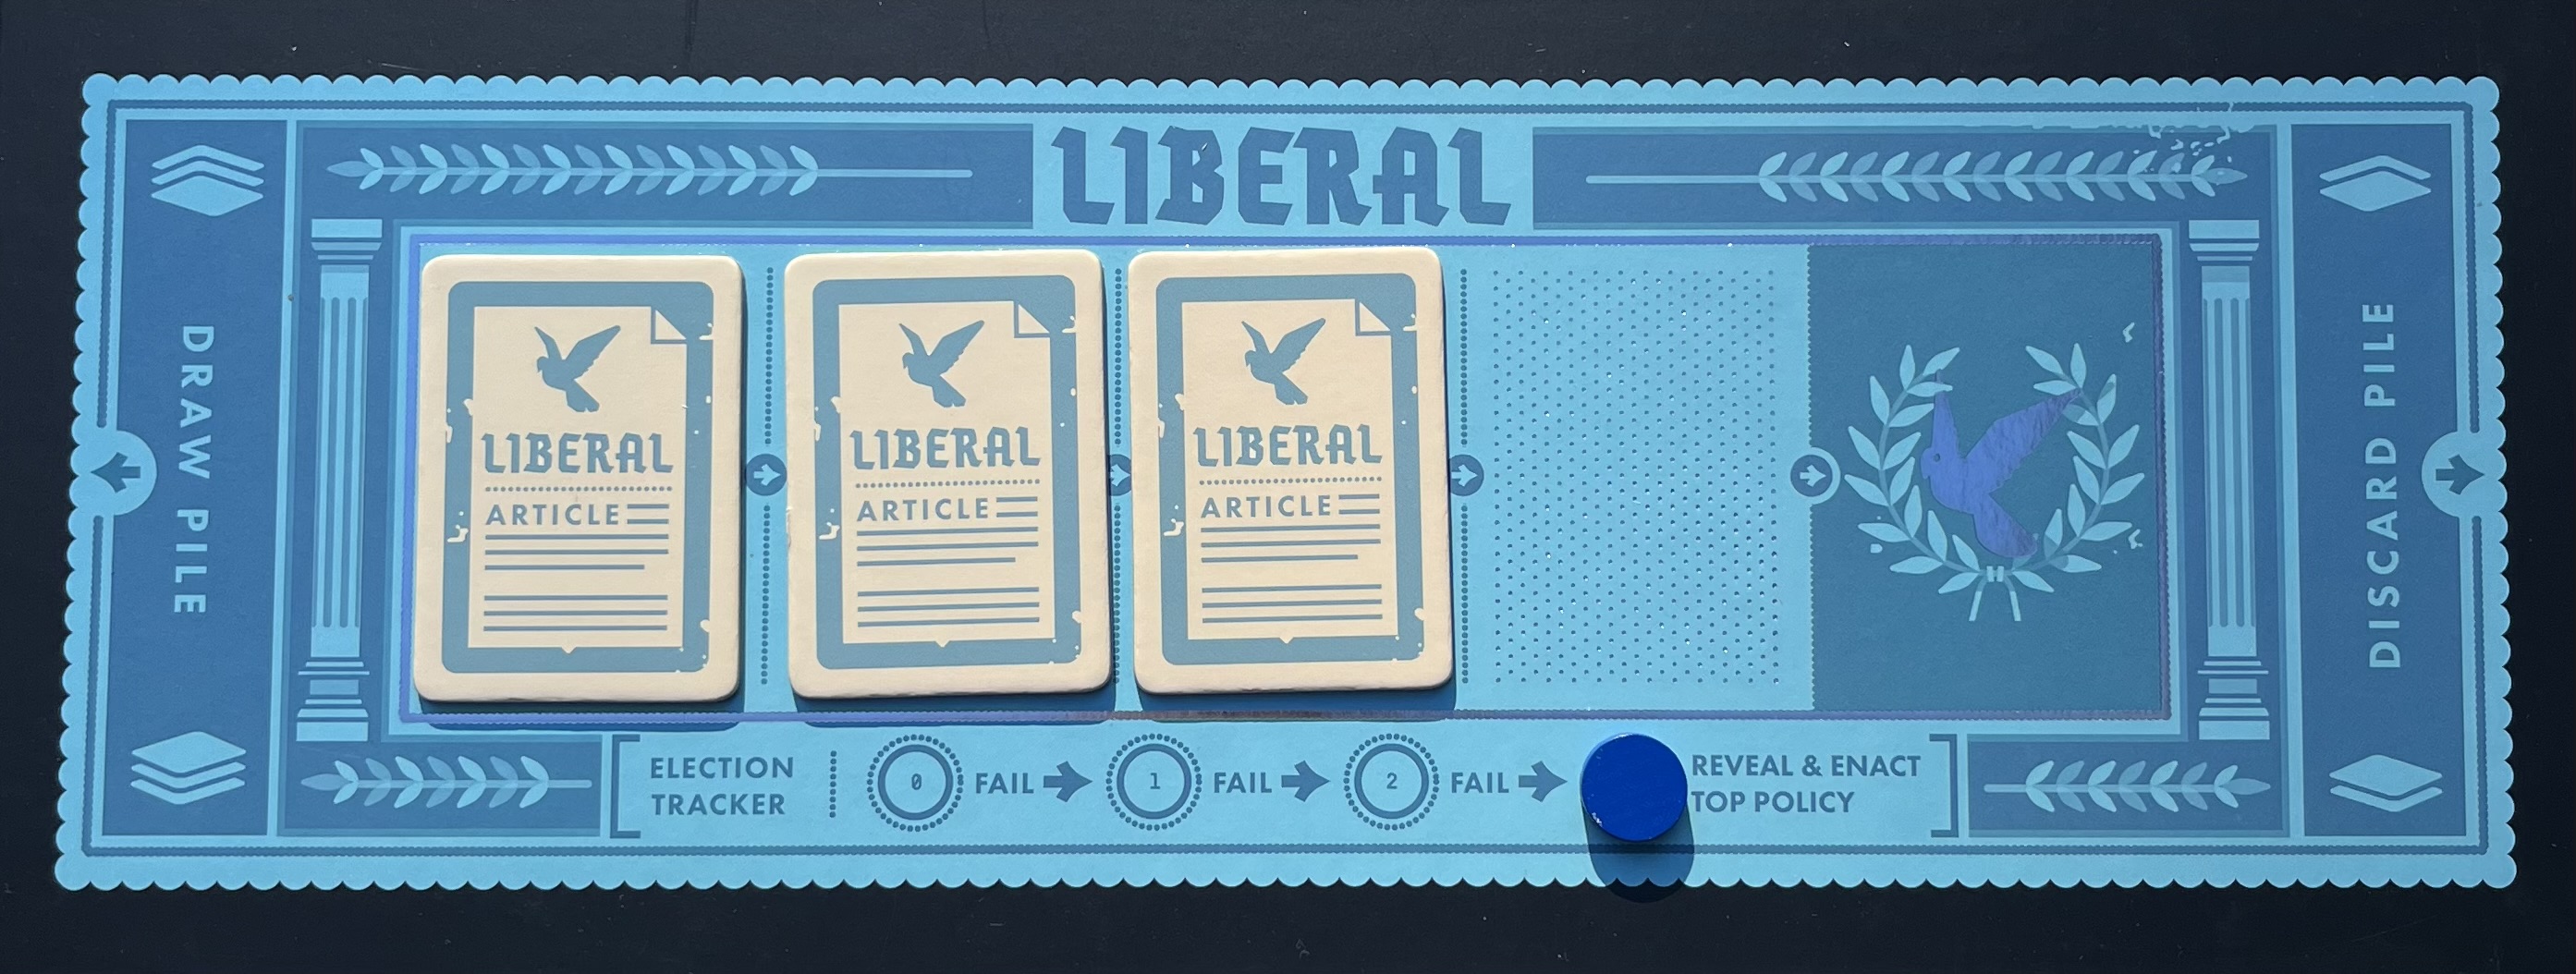 LIBERAL
DRAW PILE
LIBERAL
ARTICLE
LIBERAL
ARTICLE
LIBERAL
ARTICLE
DISCARD PILE
ELECTION
TRACKER
0 FAIL 1 FAIL 2 FAIL
REVEAL & ENACT
TOP POLICY